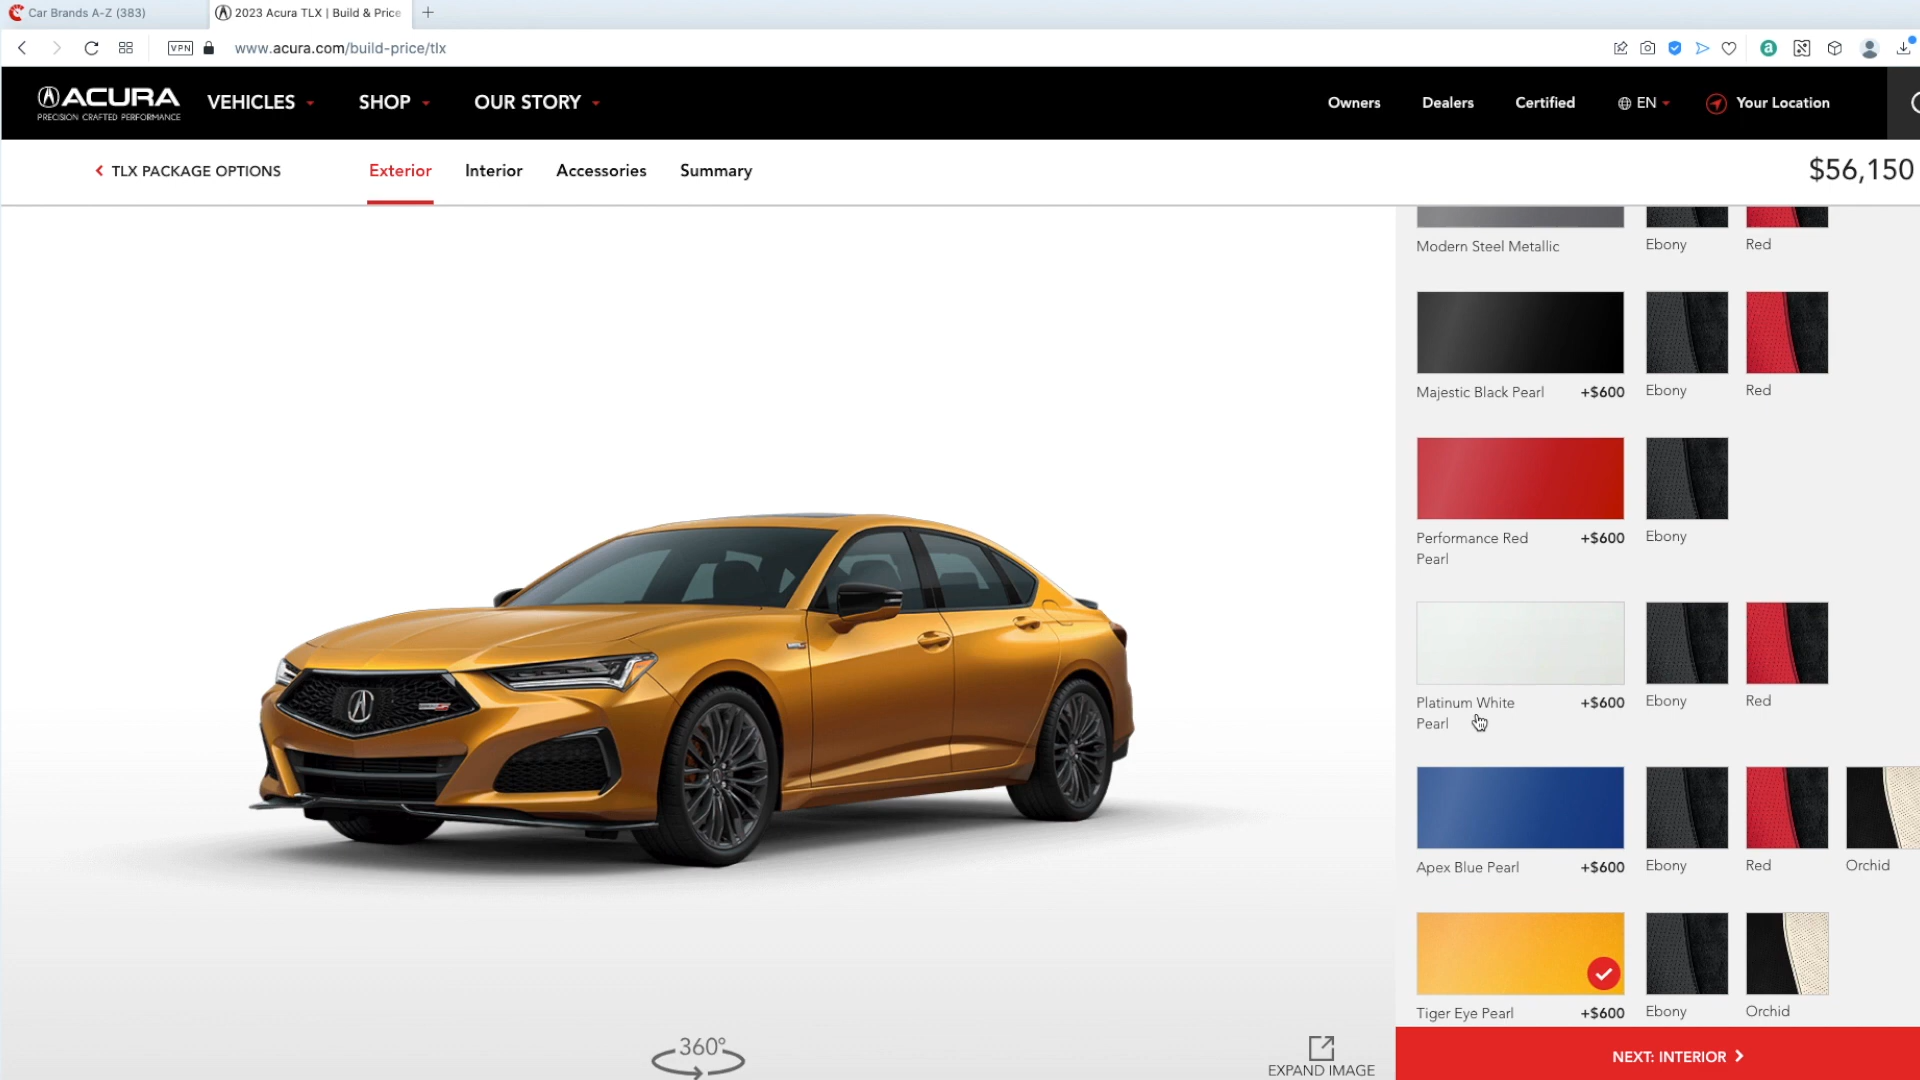 Car Brands A-Z (383)
2023 Acura TLX | Build & Price
VPN
www.acura.com/build-price/tlx
ACURA
PRECISION CRAFTED PERFORMANCE
VEHICLES
SHOP
OUR STORY
Owners
Dealers
Certified
EN
Your Location
TLX PACKAGE OPTIONS
Exterior
Interior
Accessories
Summary
$56,150
Modern Steel Metallic
Ebony
Red
Majestic Black Pearl +$600
Ebony
Red
Performance Red +$600
Pearl
Ebony
Platinum White +$600
Pearl
Ebony
Red
Apex Blue Pearl +$600
Ebony
Red
Orchid
Tiger Eye Pearl +$600
Ebony
Orchid
360°
EXPAND IMAGE
NEXT: INTERIOR